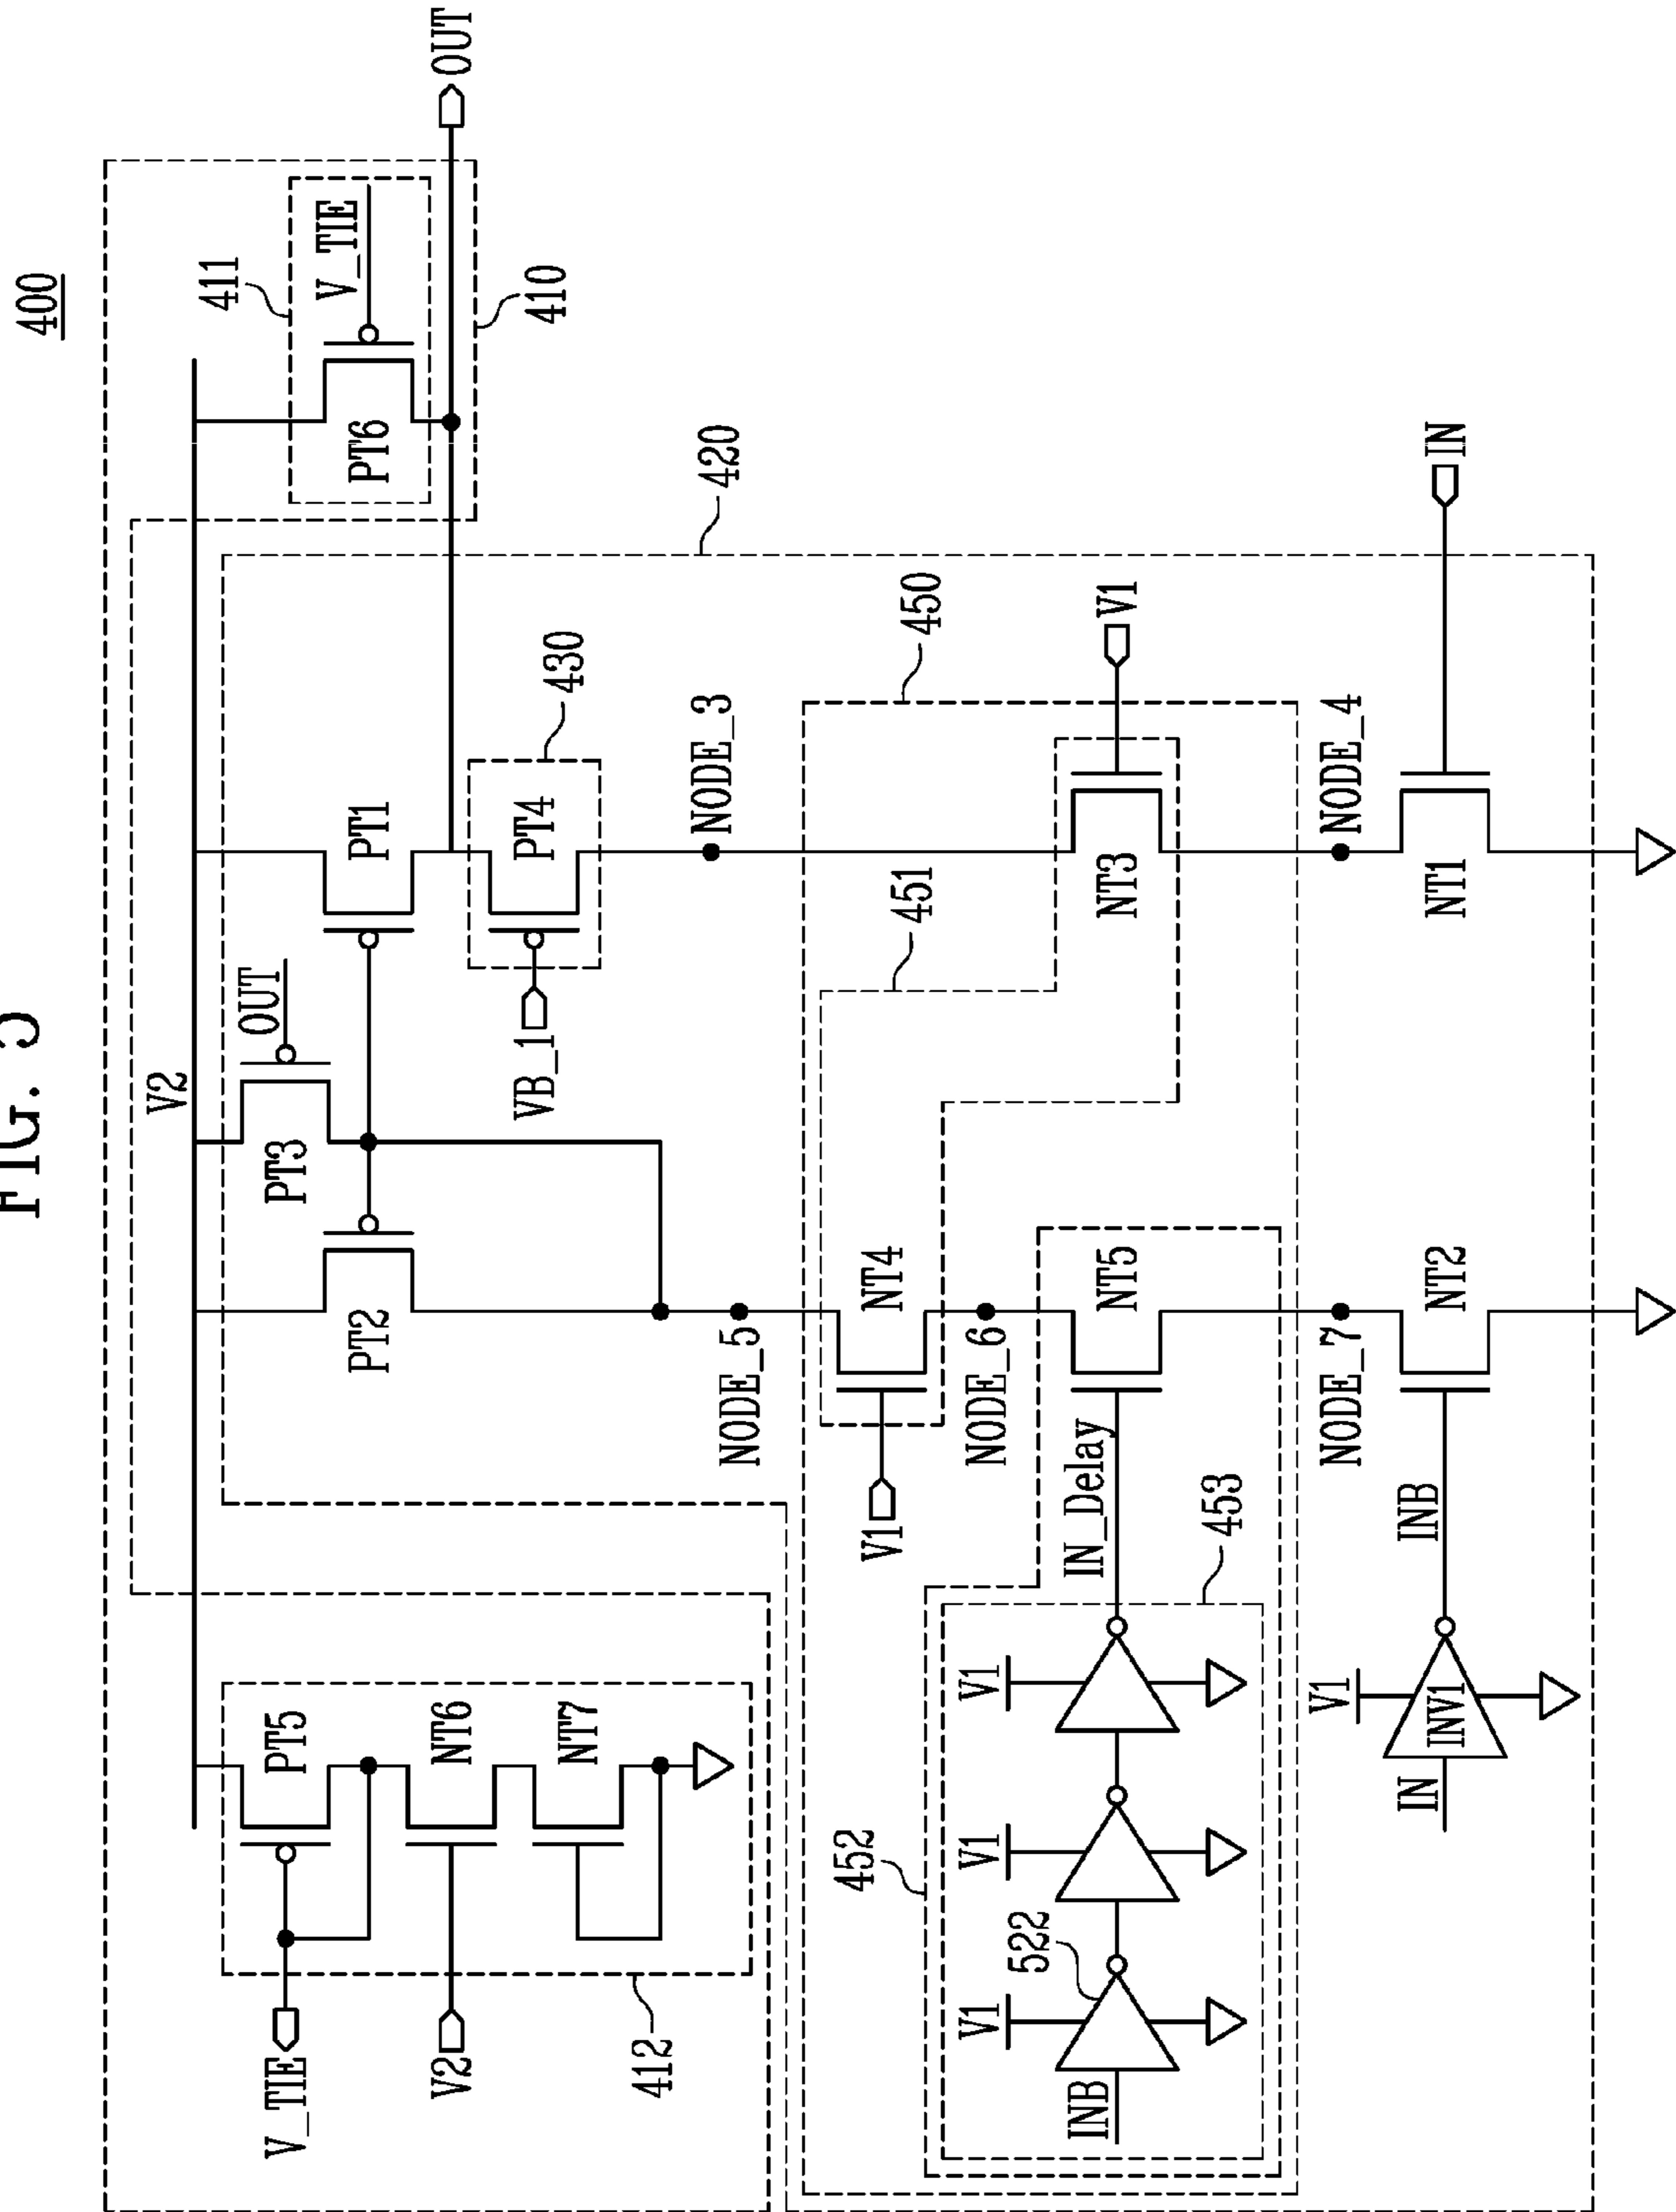 400
FIG. 5
V2
OUT
OUT
411
V_TIE
PT6
410
420
PT1
PT3
PT2
430
PT4
VB_1
NODE_3
450
V1
451
NT3
NODE_4
IN
NT1
NODE_5
NT4
V1
NODE_6
NT5
IN_Delay
NODE_7
NT2
INB
453
V1
V1
V1
522
INB
452
V1
INV1
IN
PT5
NT6
NT7
V_TIE
V2
412